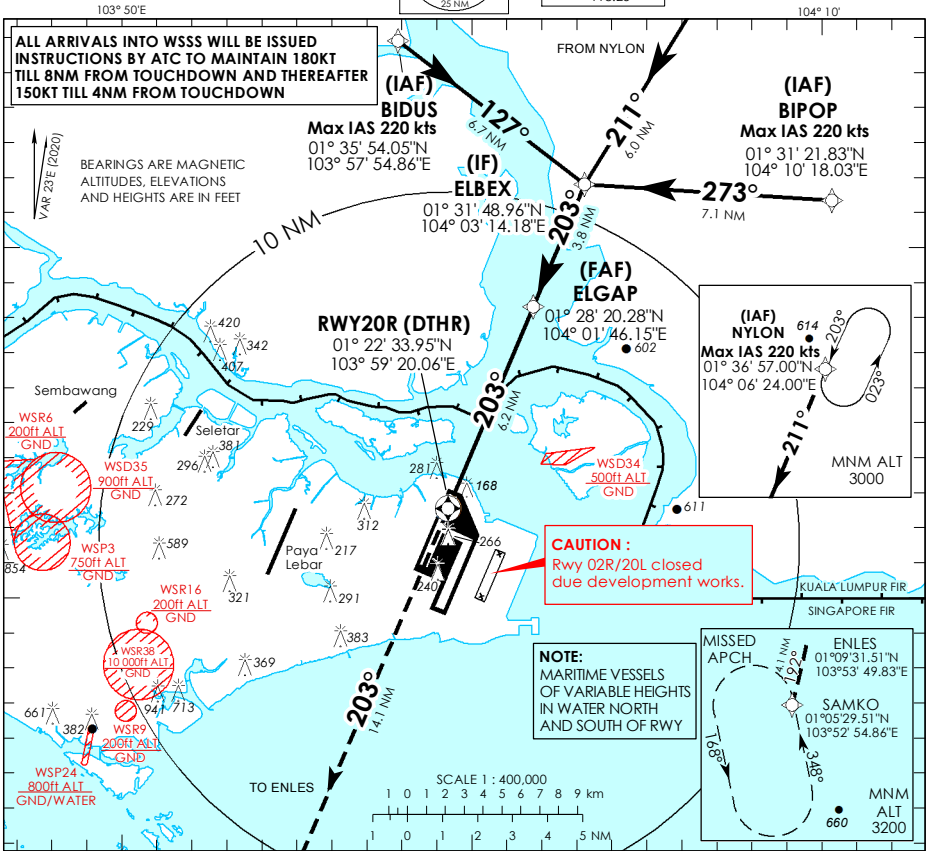 103° 50'E
25 NM
104° 10'
ALL ARRIVALS INTO WSSS WILL BE ISSUED
INSTRUCTIONS BY ATC TO MAINTAIN 180KT
TILL 8NM FROM TOUCHDOWN AND THEREAFTER
150KT TILL 4NM FROM TOUCHDOWN
FROM NYLON
(IAF)
BIDUS
Max IAS 220 kts
01° 35' 54.05"N
103° 57' 54.86"E
127°
6.7 NM
211°
6.0 NM
(IAF)
BIPOP
Max IAS 220 kts
01° 31' 21.83"N
104° 10' 18.03"E
VAR 23'E (2020)
BEARINGS ARE MAGNETIC
ALTITUDES, ELEVATIONS
AND HEIGHTS ARE IN FEET
(IF)
ELBEX
01° 31' 48.96"N
104° 03' 14.18"E
273°
7.1 NM
203°
3.8 NM
10 NM
(FAF)
ELGAP
01° 28' 20.28"N
104° 01' 46.15"E
RWY20R (DTHR)
01° 22' 33.95"N
103° 59' 20.06"E
602
420
342
407
(IAF)
NYLON
Max IAS 220 kts
01° 36' 57.00"N
104° 06' 24.00"E
614
203°
023°
211°
MNM ALT
3000
Sembawang
203°
6.2 NM
WSR6
200ft ALT
GND
229
Seletar
381
296
WSD35
900ft ALT
GND
272
281
168
WSD34
500ft ALT
GND
312
611
WSP3
750ft ALT
GND
854
589
Paya
Lebar
217
266
240
CAUTION :
Rwy 02R/20L closed
due development works.
321
291
WSR16
200ft ALT
GND
KUALA LUMPUR FIR
SINGAPORE FIR
383
369
WSR38
10 000ft ALT
GND
941
713
661
382
WSR9
200ft ALT
GND
WSP24
800ft ALT
GND/WATER
203°
14.1 NM
TO ENLES
NOTE:
MARITIME VESSELS
OF VARIABLE HEIGHTS
IN WATER NORTH
AND SOUTH OF RWY
MISSED
APCH
4.1 NM
192°
ENLES
01°09'31.51"N
103°53' 49.83"E
SAMKO
01°05'29.51"N
103°52' 54.86"E
168°
348°
660
MNM
ALT
3200
SCALE 1 : 400,000
1 0 1 2 3 4 5 6 7 8 9 km
1 0 1 2 3 4 5 NM